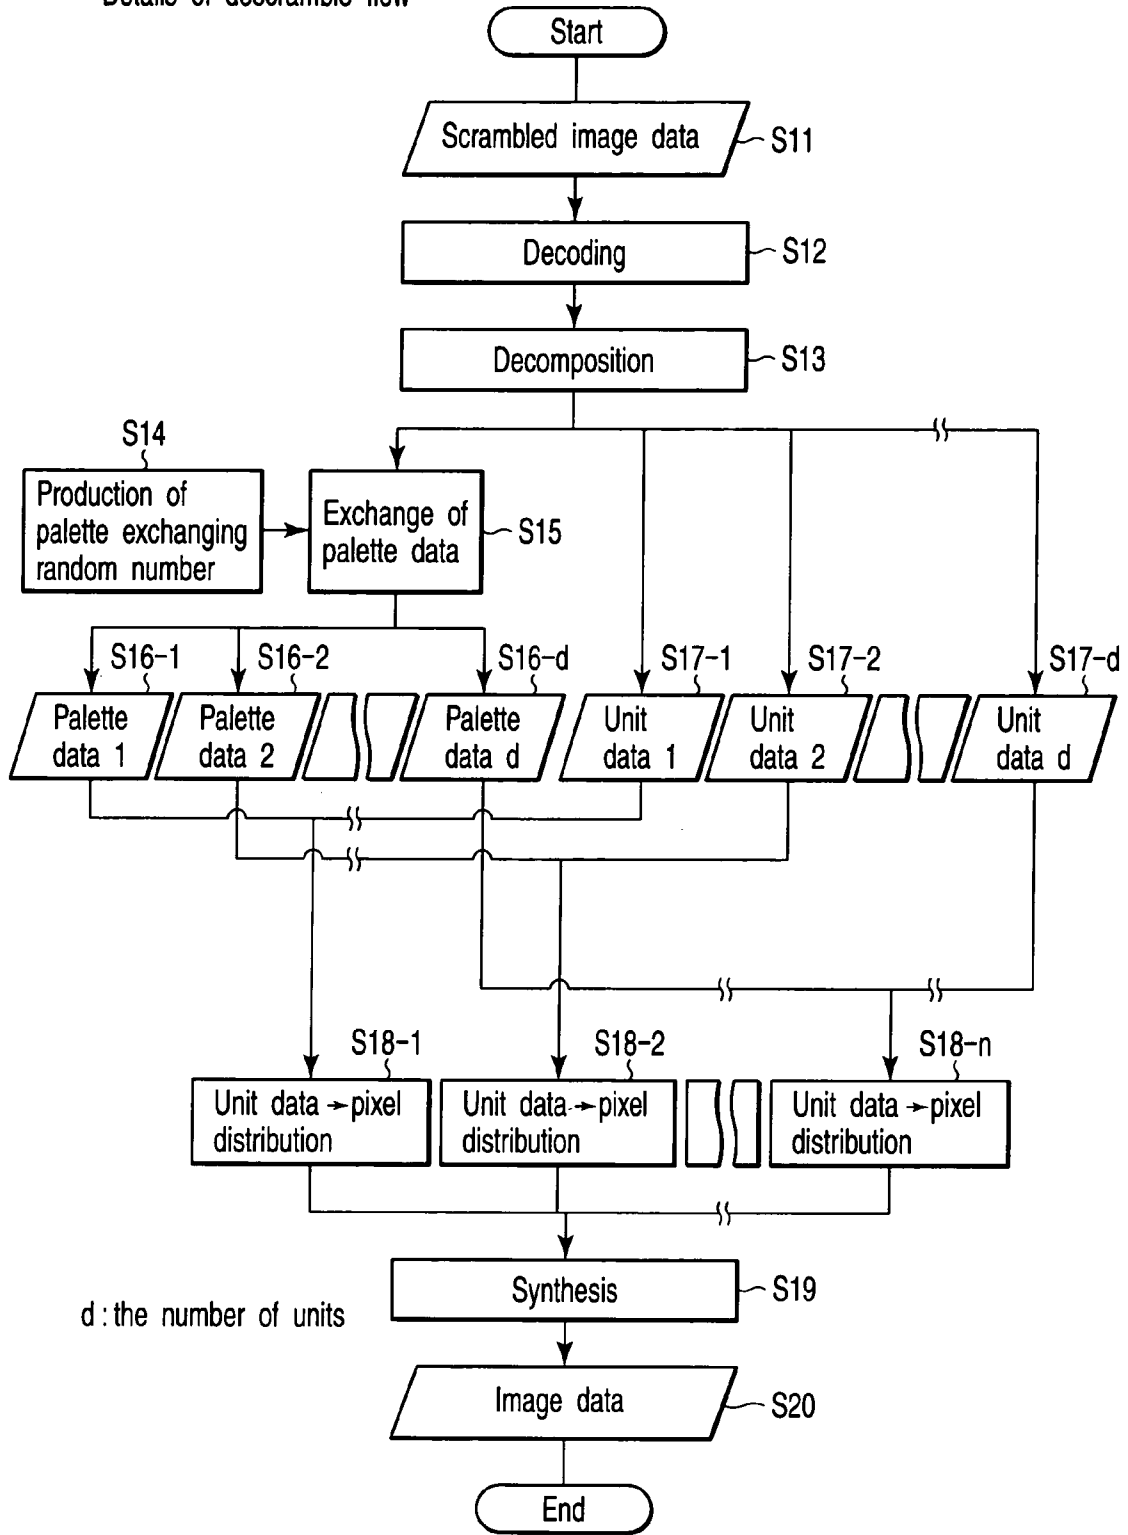 Details of descramble flow
Start
Scrambled image data
S11
Decoding
S12
Decomposition
S13
S14
Production of
palette exchanging
random number
Exchange of
palette data
S15
S16-1
S16-2
S16-d
S17-1
S17-2
S17-d
Palette
data 1
Palette
data 2
Palette
data d
Unit
data 1
Unit
data 2
Unit
data d
S18-1
S18-2
S18-n
Unit data→pixel
distribution
Unit data→pixel
distribution
Unit data→pixel
distribution
Synthesis
S19
d : the number of units
Image data
S20
End